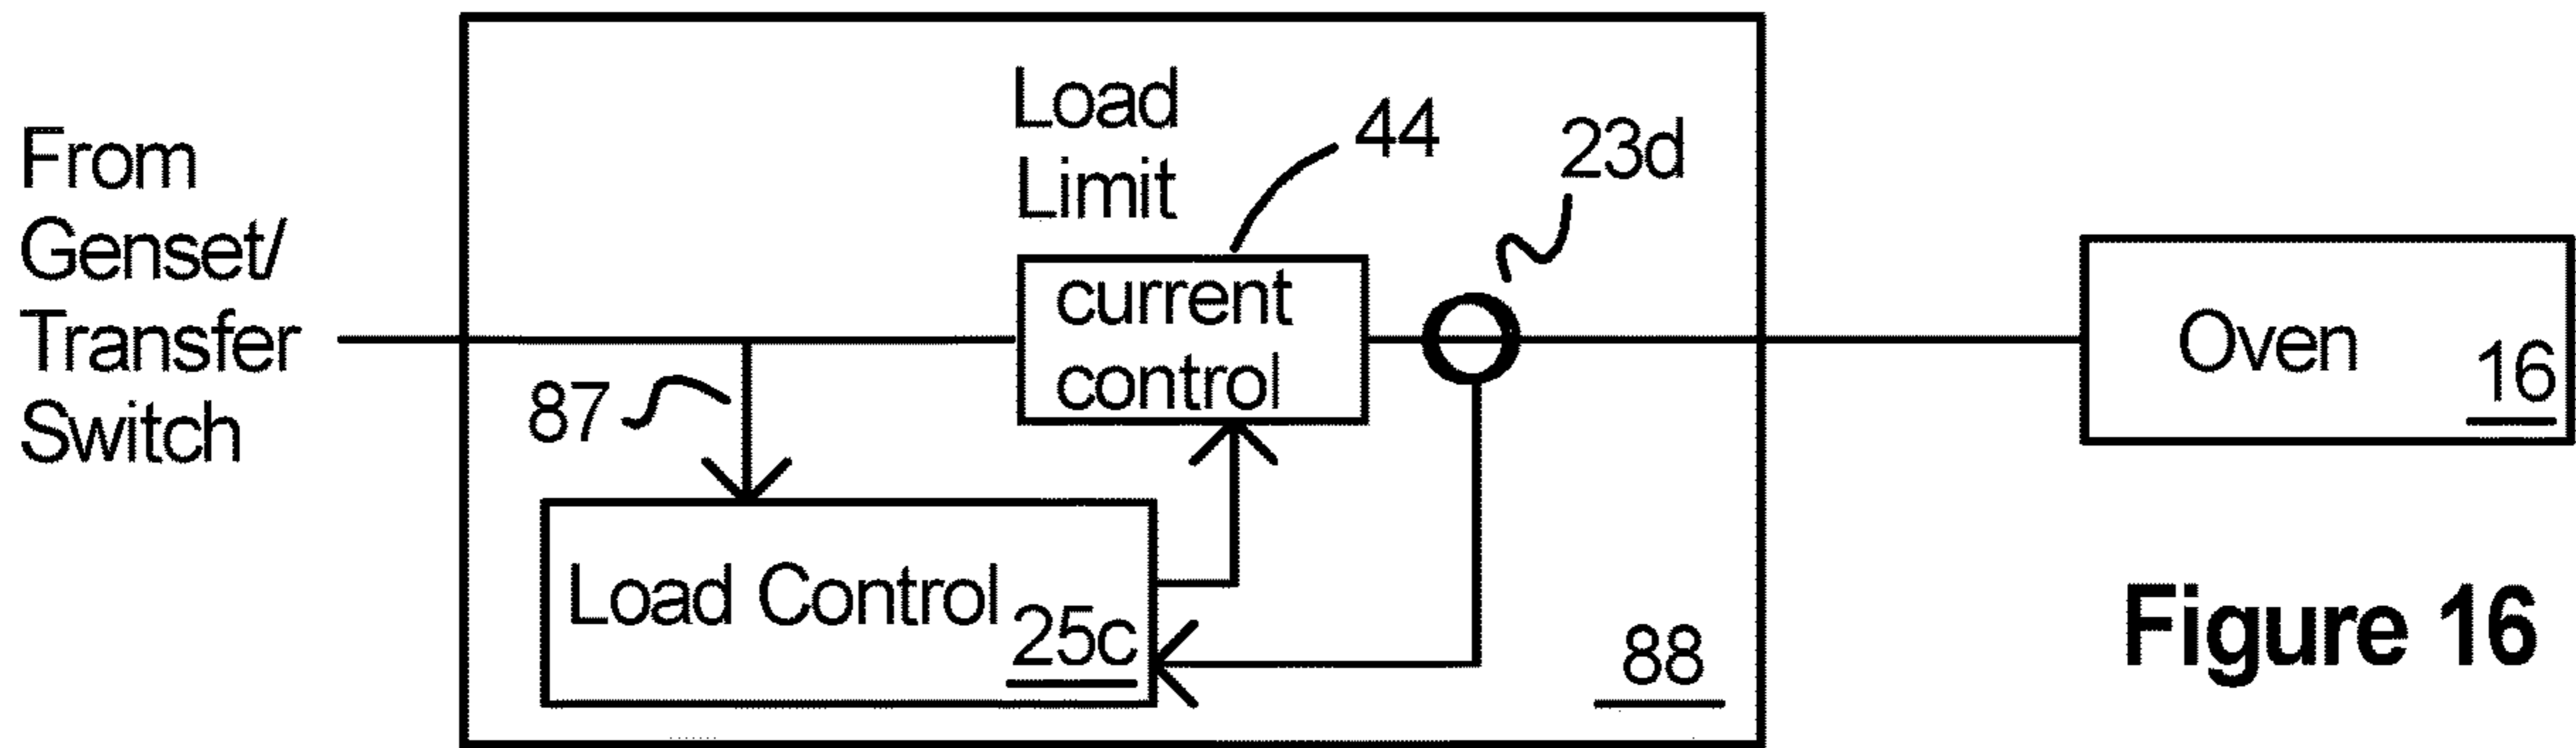 From
Genset/
Transfer
Switch
Load
Limit
44
23d
current
control
87
Load Control
25c
88
Oven
16
Figure 16